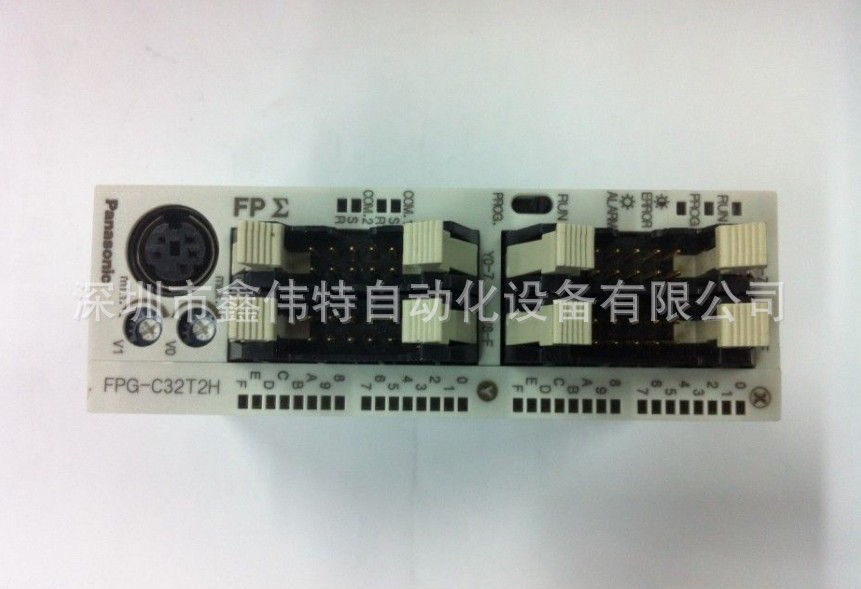 Panasonic
FP Σ
COM.1
S
R
COM.2
S
R
PROG.
RUN
RUN
PROG.
ERROR
ALARM
深圳市鑫伟特自动化设备有限公司
V1
V0
Y0-7
FPG-C32T2H
F E D C B A 9 8
7 6 5 4 3 2 1 0
Y
F E D C B A 9 8
7 6 5 4 3 2 1 0
X